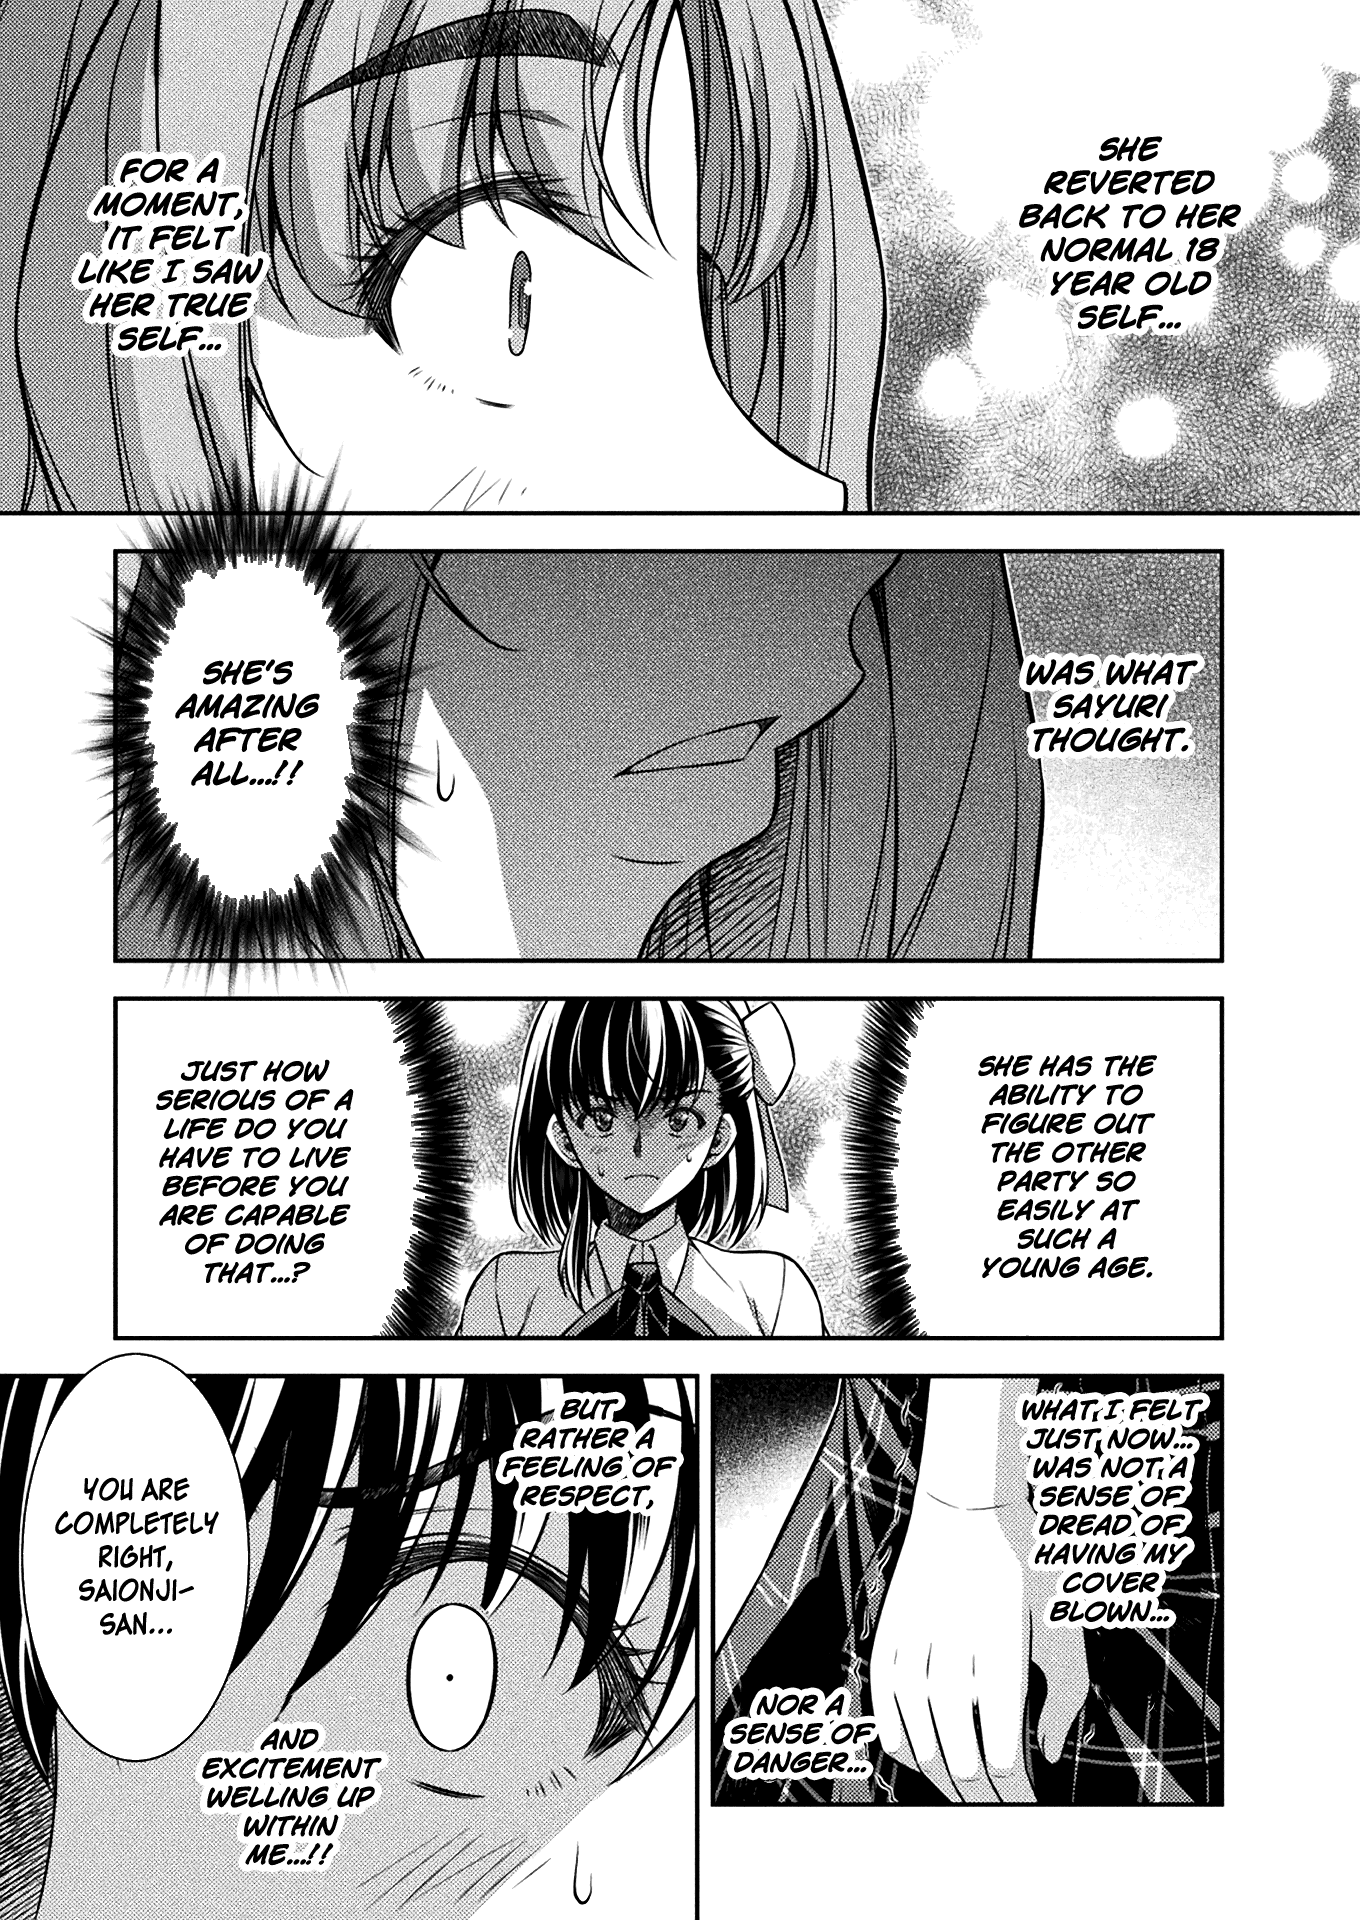 SHE
REVERTED
BACK TO HER
NORMAL 18
YEAR OLD
SELF...
FOR A
MOMENT,
IT FELT
LIKE I SAW
HER TRUE
SELF...
WAS WHAT
SAYURI
THOUGHT.
SHE'S
AMAZING
AFTER
ALL...!!
SHE HAS THE
ABILITY TO
FIGURE OUT
THE OTHER
PARTY SO
EASILY AT
SUCH A
YOUNG AGE.
JUST HOW
SERIOUS OF A
LIFE DO YOU
HAVE TO LIVE
BEFORE YOU
ARE CAPABLE
OF DOING
THAT...?
WHAT I FELT
JUST NOW...
WAS NOT A
SENSE OF
DREAD OF
HAVING MY
COVER
BLOWN...
NOR A
SENSE OF
DANGER...
BUT
RATHER A
FEELING OF
RESPECT,
AND
EXCITEMENT
WELLING UP
WITHIN
ME...!!
YOU ARE
COMPLETELY
RIGHT,
SAIONJI-
SAN...